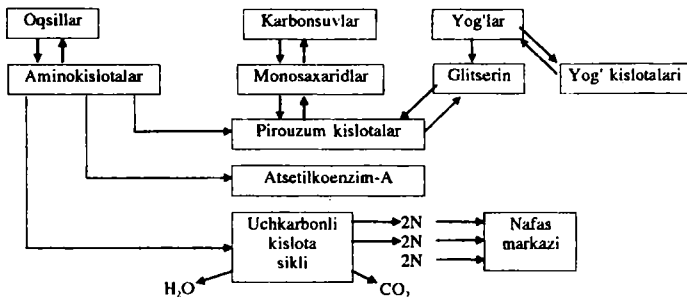 Oqsillar
Karbonsuvlar
Yog'lar
Aminokislotalar
Monosaxaridlar
Glitserin
Yog' kislotalari
Pirouzum kislotalar
Atsetilkoenzim-A
Uchkarbonli
kislota
sikli
2N
2N
2N
Nafas
markazi
H₂O
CO₂